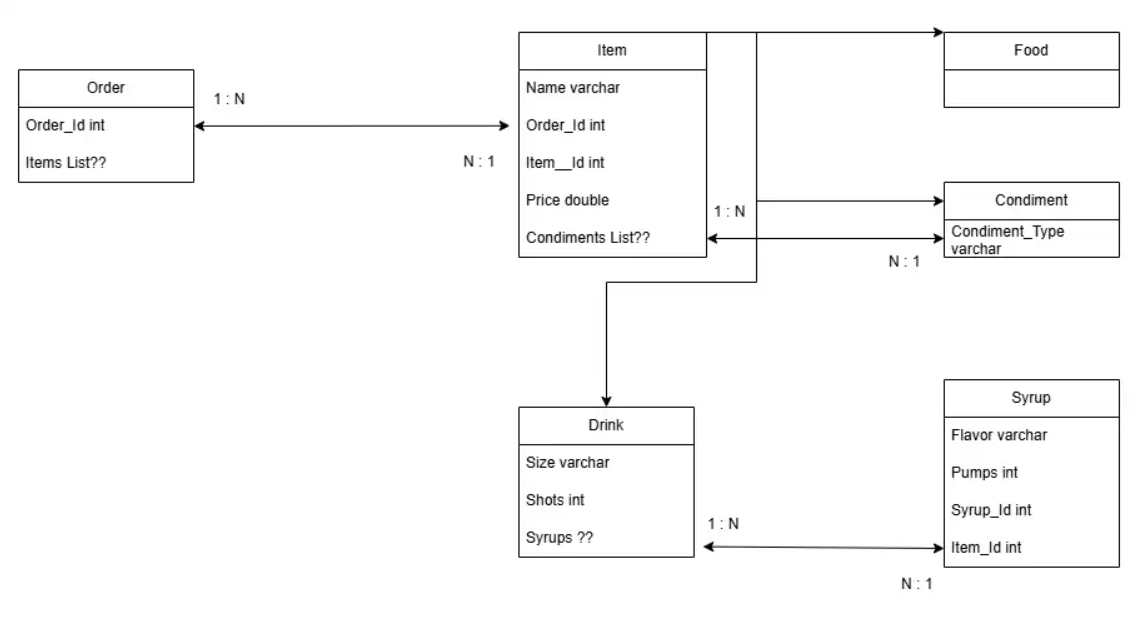 Order
Order_Id int
Items List??
1 : N
N : 1
Item
Name varchar
Order_Id int
Item__Id int
Price double
Condiments List??
Food
1 : N
N : 1
Condiment
Condiment_Type
varchar
Drink
Size varchar
Shots int
Syrups ??
1 : N
N : 1
Syrup
Flavor varchar
Pumps int
Syrup_Id int
Item_Id int